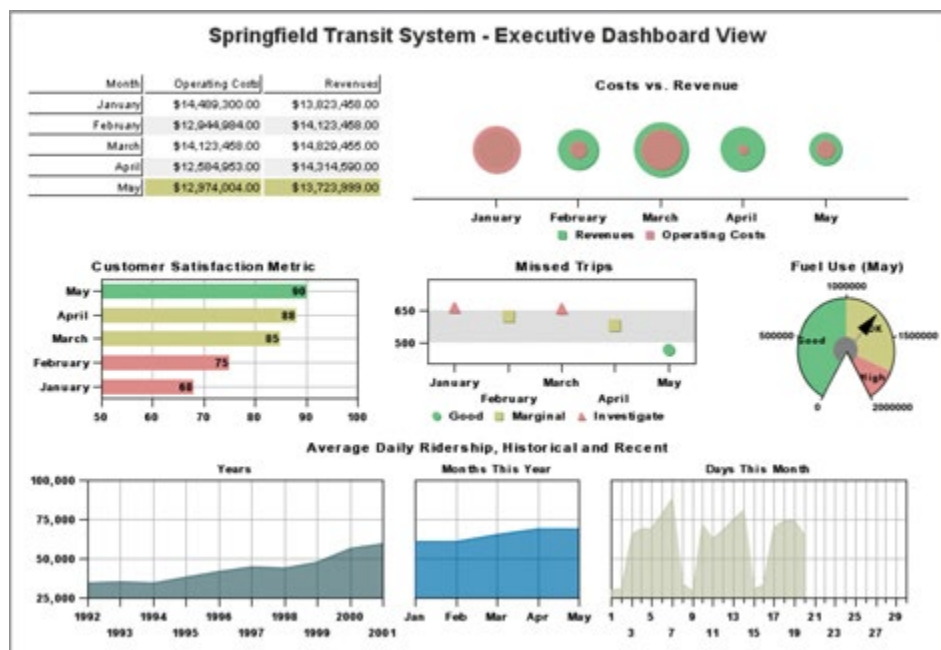 Springfield Transit System - Executive Dashboard View
Month Operating Costs Revenues
January $14,489,300.00 $13,823,458.00
February $12,944,984.00 $14,123,458.00
March $14,123,458.00 $14,829,455.00
April $12,584,953.00 $14,314,590.00
May $12,974,004.00 $13,723,999.00
Costs vs. Revenue
January February March April May
Revenues Operating Costs
Customer Satisfaction Metric
May 90
April 88
March 85
February 75
January 68
50 60 70 80 90 100
Missed Trips
650
500
January March May
February April
Good Marginal Investigate
Fuel Use (May)
1000000
500000 Good OK 1500000
High
0 2000000
Average Daily Ridership, Historical and Recent
Years Months This Year Days This Month
100,000
75,000
50,000
25,000
1992 1994 1996 1998 2000
1993 1995 1997 1999 2001
Jan Feb Mar Apr May
1 5 9 13 17 21 25 29
3 7 11 15 19 23 27